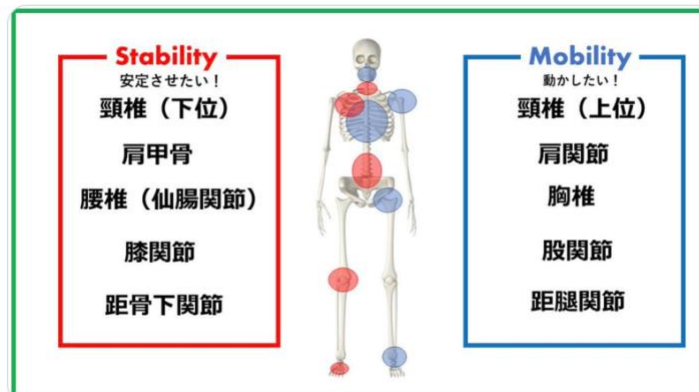 Stability
安定させたい！
頸椎（下位）
肩甲骨
腰椎（仙腸関節）
膝関節
距骨下関節
Mobility
動かしたい！
頸椎（上位）
肩関節
胸椎
股関節
距腿関節